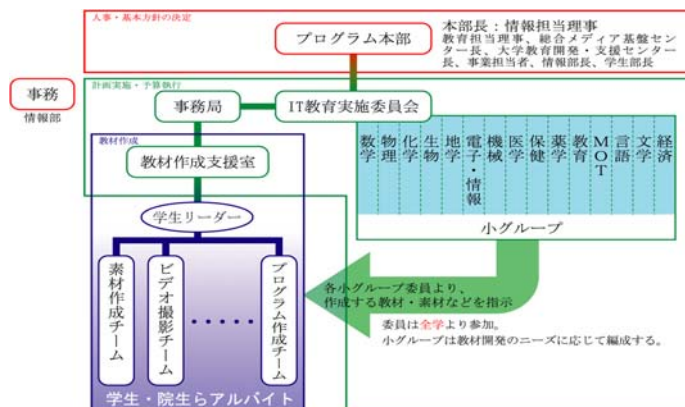 人事・基本方針の決定
プログラム本部
本部長：情報担当理事
教育担当理事、総合メディア基盤セン
ター長、大学教育開発・支援センター
長、事業担当者、情報部長、学生部長
事務
情報部
計画実施・予算執行
事務局
IT教育実施委員会
教材作成
教材作成支援室
数学
物理
化学
生物
地学
電子・情報
機械
医学
保健
薬学
教育
MOT
言語
文学
経済
小グループ
学生リーダー
素材作成チーム
ビデオ撮影チーム
・・・・・
プログラム作成チーム
各小グループ委員より、
作成する教材・素材などを指示
委員は全学より参加。
小グループは教材開発のニーズに応じて編成する。
学生・院生らアルバイト